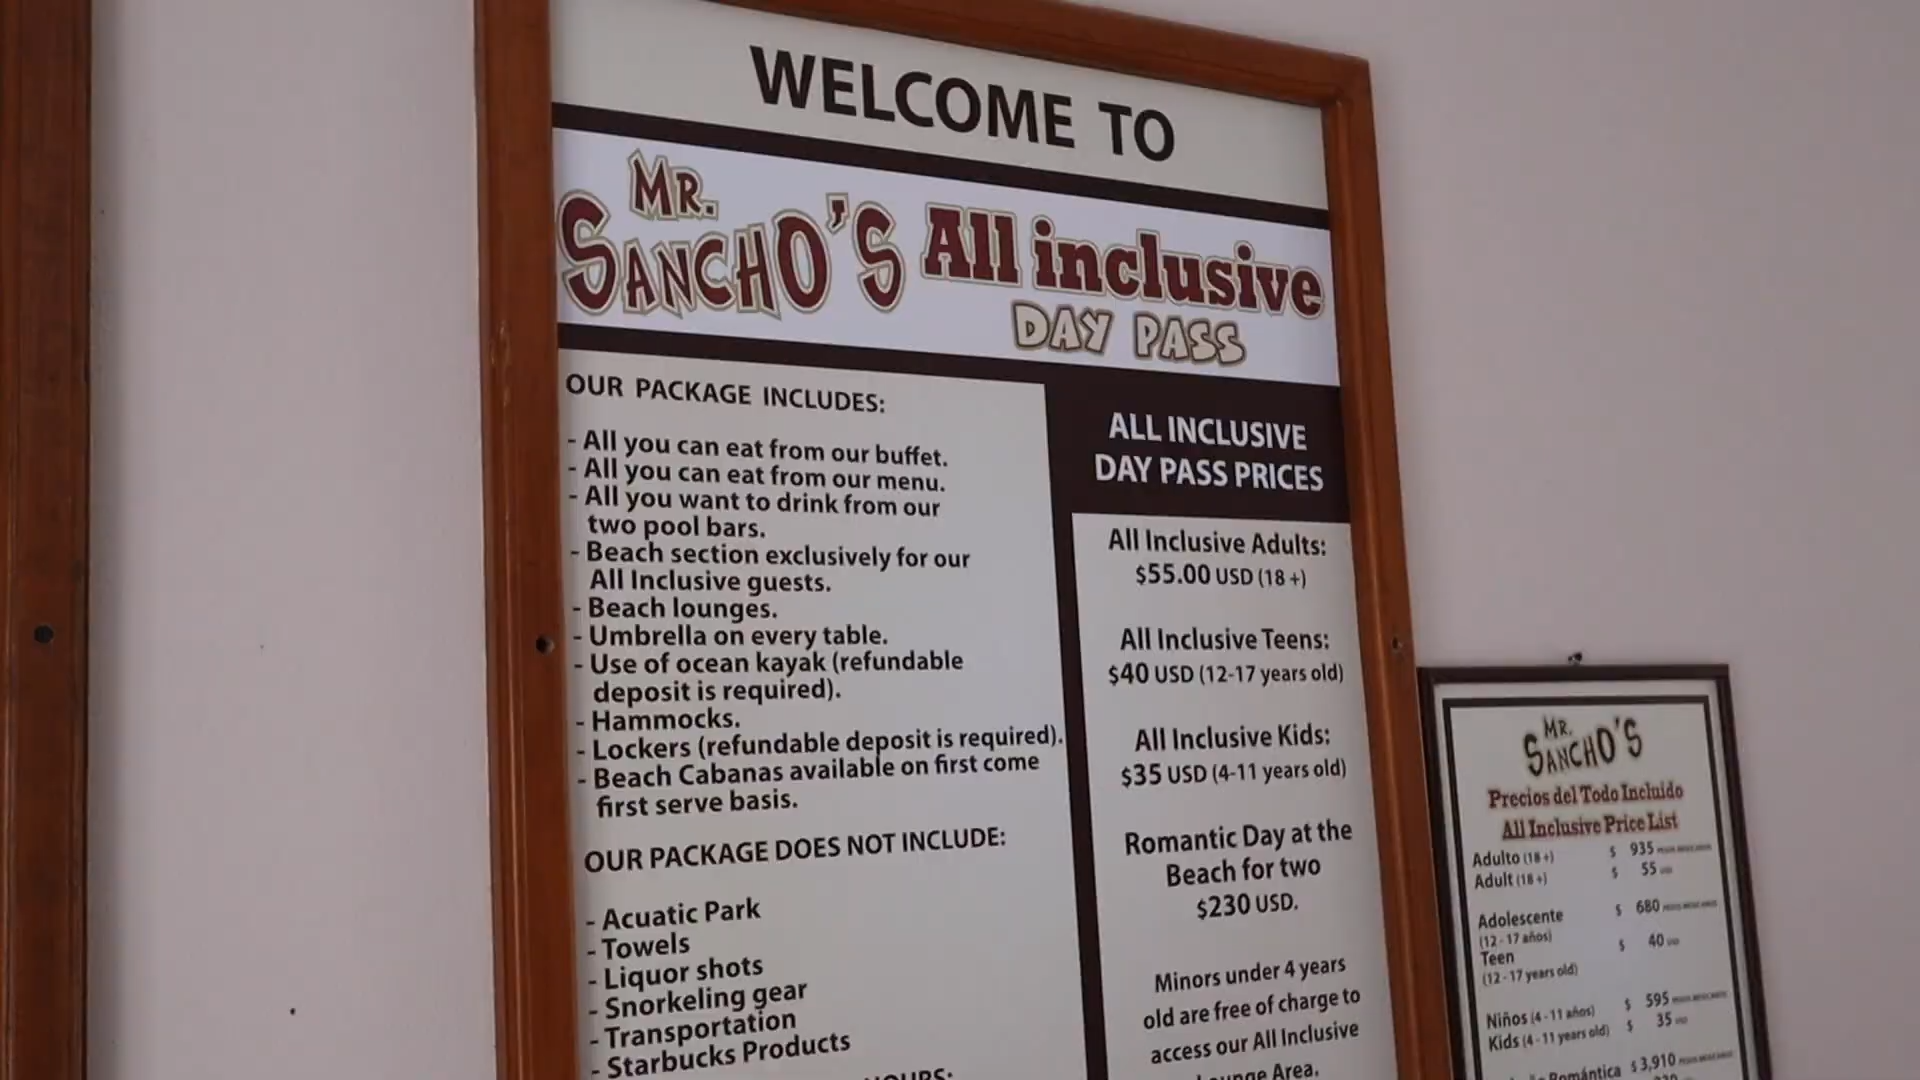 WELCOME TO
MR.
SANCHO'S All inclusive
DAY PASS
OUR PACKAGE INCLUDES:
- All you can eat from our buffet.
- All you can eat from our menu.
- All you want to drink from our
two pool bars.
- Beach section exclusively for our
All Inclusive guests.
- Beach lounges.
- Umbrella on every table.
- Use of ocean kayak (refundable
deposit is required).
- Hammocks.
- Lockers (refundable deposit is required).
- Beach Cabanas available on first come
first serve basis.
OUR PACKAGE DOES NOT INCLUDE:
- Acuatic Park
- Towels
- Liquor shots
- Snorkeling gear
- Transportation
- Starbucks Products
HOURS:
ALL INCLUSIVE
DAY PASS PRICES
All Inclusive Adults:
$55.00 USD (18 +)
All Inclusive Teens:
$40 USD (12-17 years old)
All Inclusive Kids:
$35 USD (4-11 years old)
Romantic Day at the
Beach for two
$230 USD.
Minors under 4 years
old are free of charge to
access our All Inclusive
Area.
MR.
SANCHO'S
Precios del Todo Incluido
All Inclusive Price List
Adulto (18 +) $ 935
Adult (18 +) $ 55
Adolescente $ 680
(12 - 17 años)
Teen $ 40
(12 - 17 years old)
Niños (4 - 11 años) $ 595
Kids (4 - 11 years old) $ 35
Romántica $ 3,910